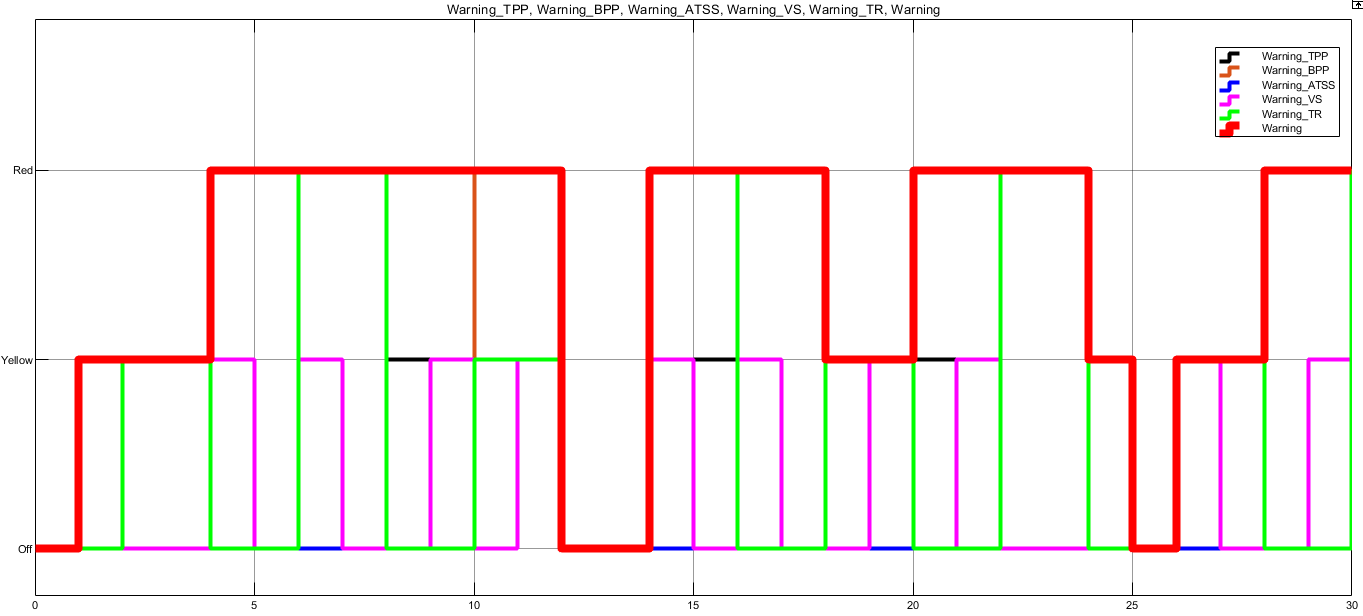 Warning_TPP, Warning_BPP, Warning_ATSS, Warning_VS, Warning_TR, Warning
Warning_TPP
Warning_BPP
Warning_ATSS
Warning_VS
Warning_TR
Warning
Red
Yellow
Off
0 5 10 15 20 25 30